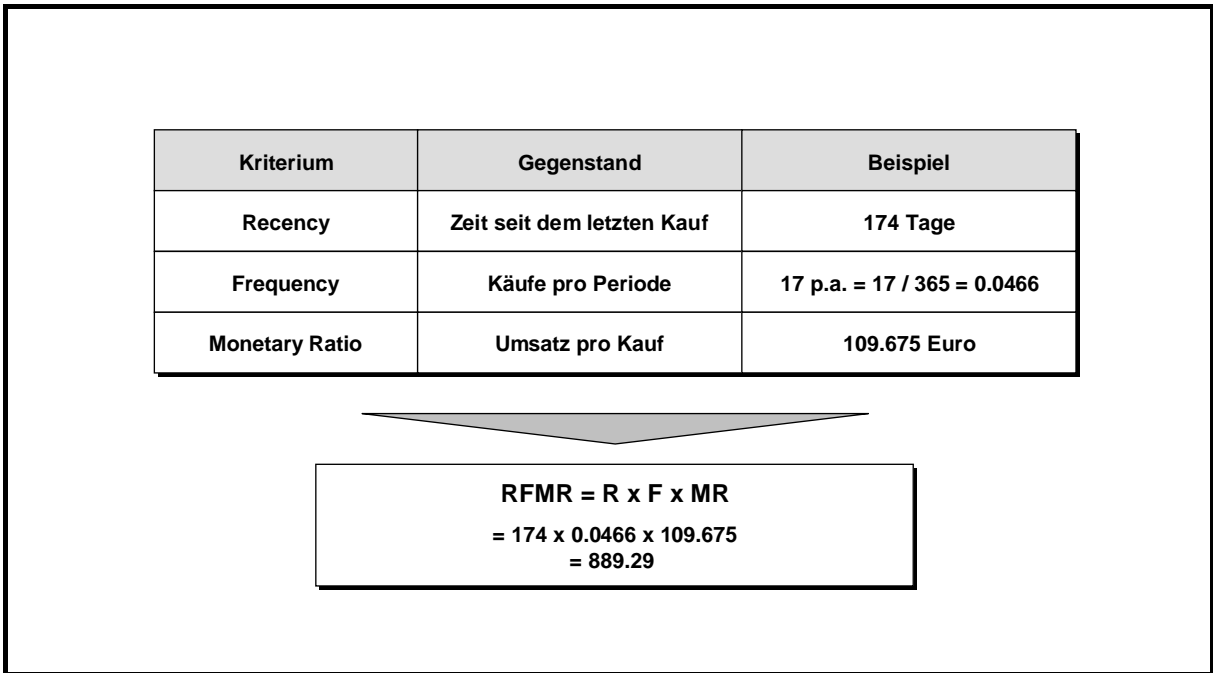 Kriterium Gegenstand Beispiel
Recency Zeit seit dem letzten Kauf 174 Tage
Frequency Käufe pro Periode 17 p.a. = 17 / 365 = 0.0466
Monetary Ratio Umsatz pro Kauf 109.675 Euro
RFMR = R x F x MR
= 174 x 0.0466 x 109.675
= 889.29